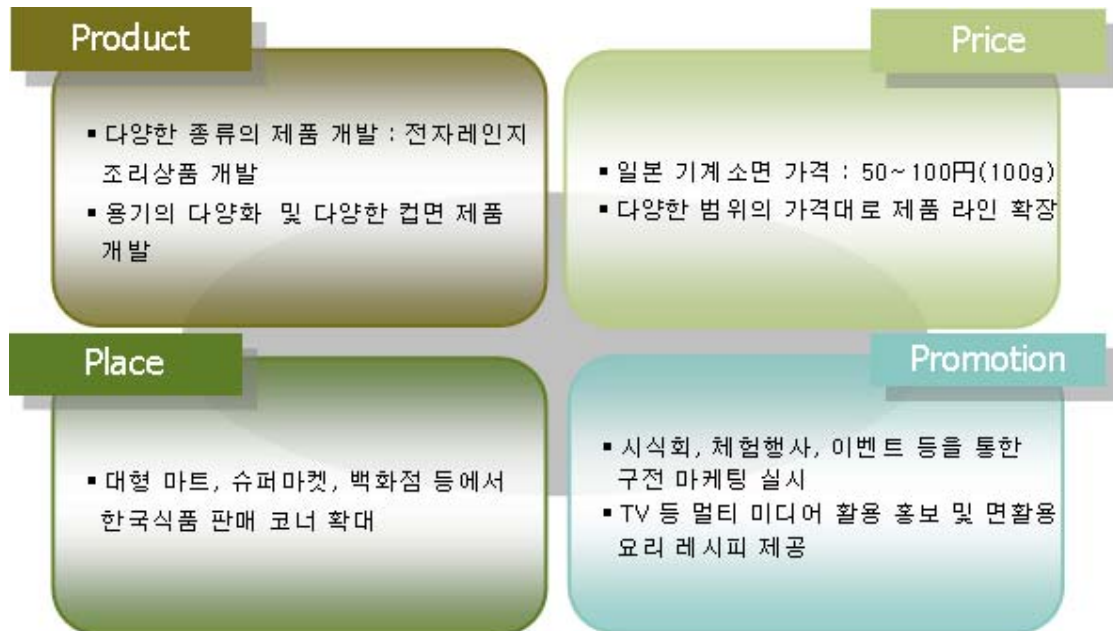 Product
▪ 다양한 종류의 제품 개발 : 전자레인지
조리상품 개발
▪ 용기의 다양화 및 다양한 컵면 제품
개발
Price
▪ 일본 기계소면 가격 : 50~100円(100g)
▪ 다양한 범위의 가격대로 제품 라인 확장
Place
▪ 대형 마트, 슈퍼마켓, 백화점 등에서
한국식품 판매 코너 확대
Promotion
▪ 시식회, 체험행사, 이벤트 등을 통한
구전 마케팅 실시
▪ TV 등 멀티 미디어 활용 홍보 및 면활용
요리 레시피 제공